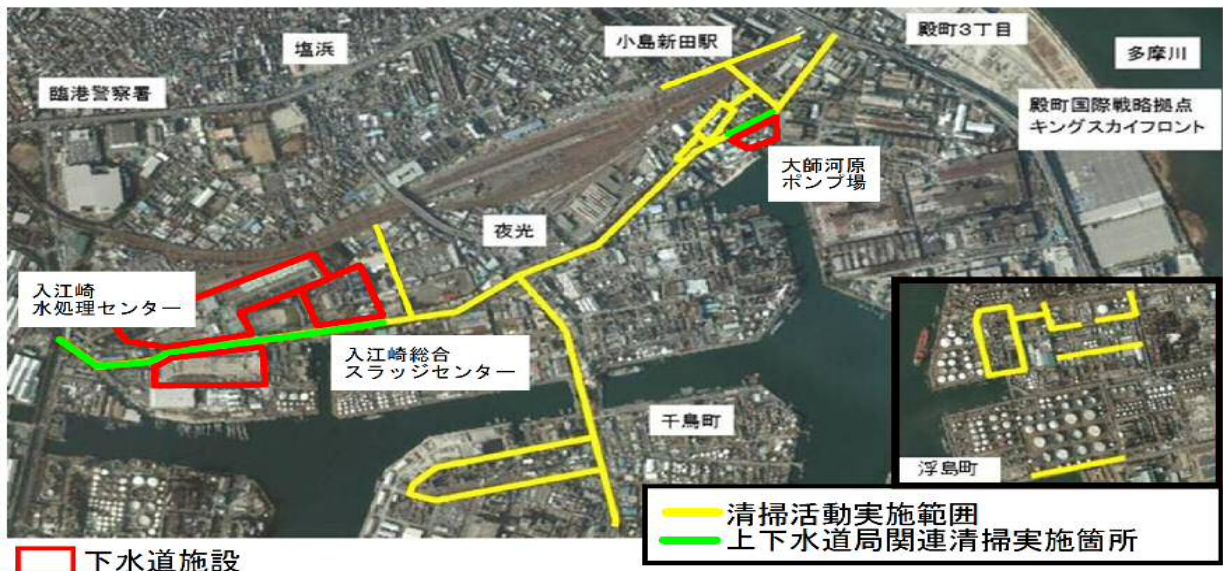 殿町3丁目
小島新田駅
塩浜
多摩川
臨港警察署
殿町国際戦略拠点
キングスカイフロント
大師河原
ポンプ場
夜光
入江崎
水処理センター
入江崎総合
スラッジセンター
千鳥町
浮島町
清掃活動実施範囲
上下水道局関連清掃実施箇所
下水道施設